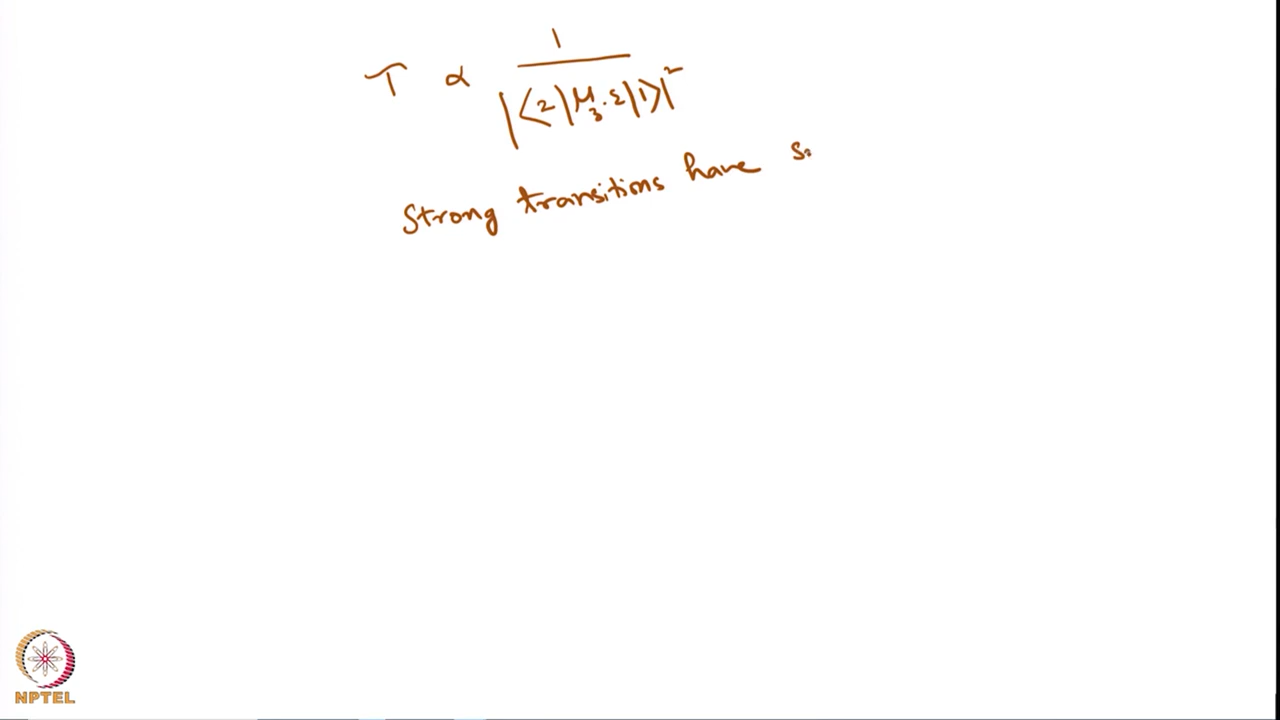 τ ∝ 1 / |⟨2|μ₃·ε|1⟩|²
Strong transitions have s
NPTEL